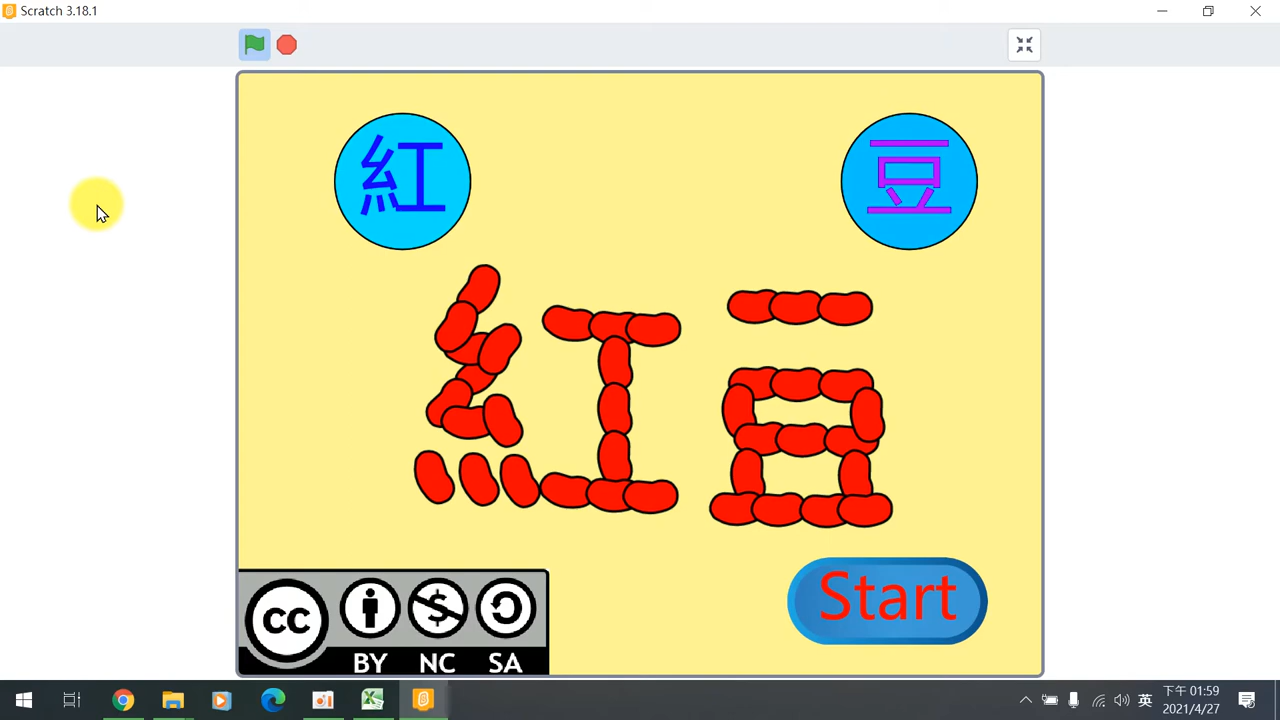 Scratch 3.18.1
紅
豆
紅豆
cc
BY NC SA
Start
英
下午 01:59
2021/4/27